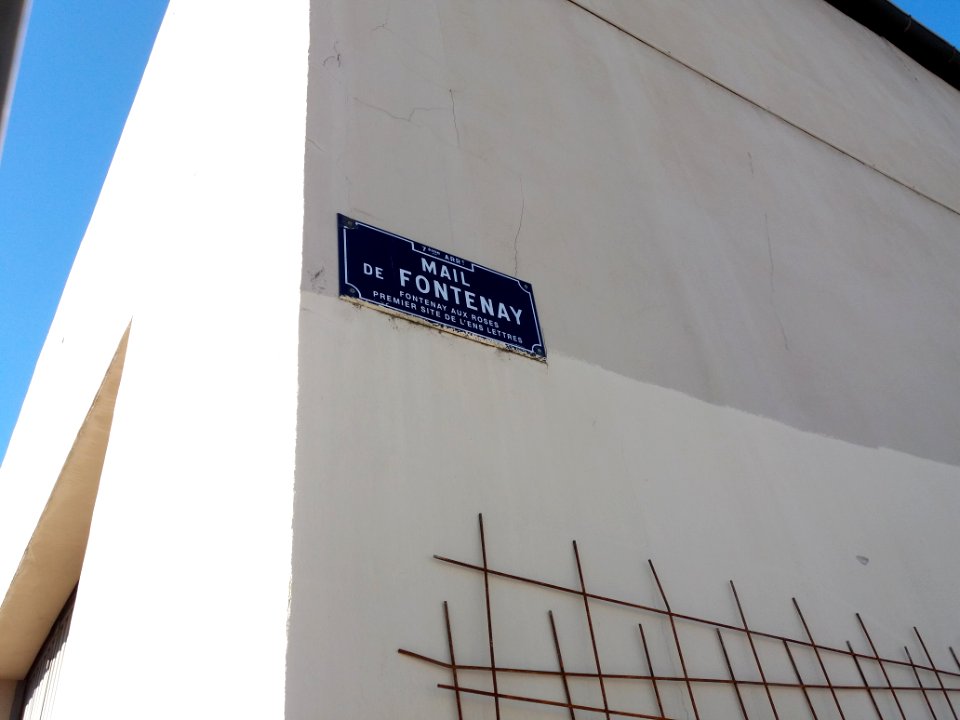 7ème ARRT
MAIL
DE FONTENAY
FONTENAY AUX ROSES
PREMIER SITE DE L'ENS LETTRES